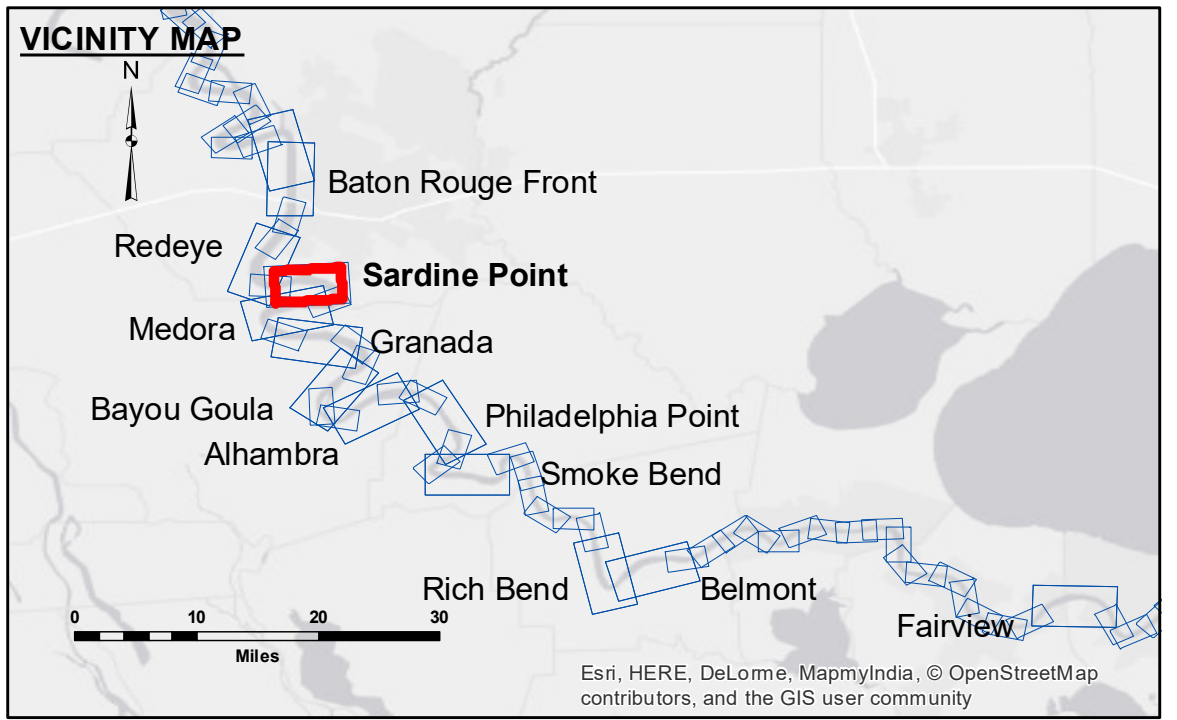 VICINITY MAP
N
Baton Rouge Front
Redeye
Sardine Point
Medora
Granada
Bayou Goula
Philadelphia Point
Alhambra
Smoke Bend
Rich Bend
Belmont
0 10 20 30
Fairview
Miles
Esri, HERE, DeLorme, MapmyIndia, © OpenStreetMap
contributors, and the GIS user community